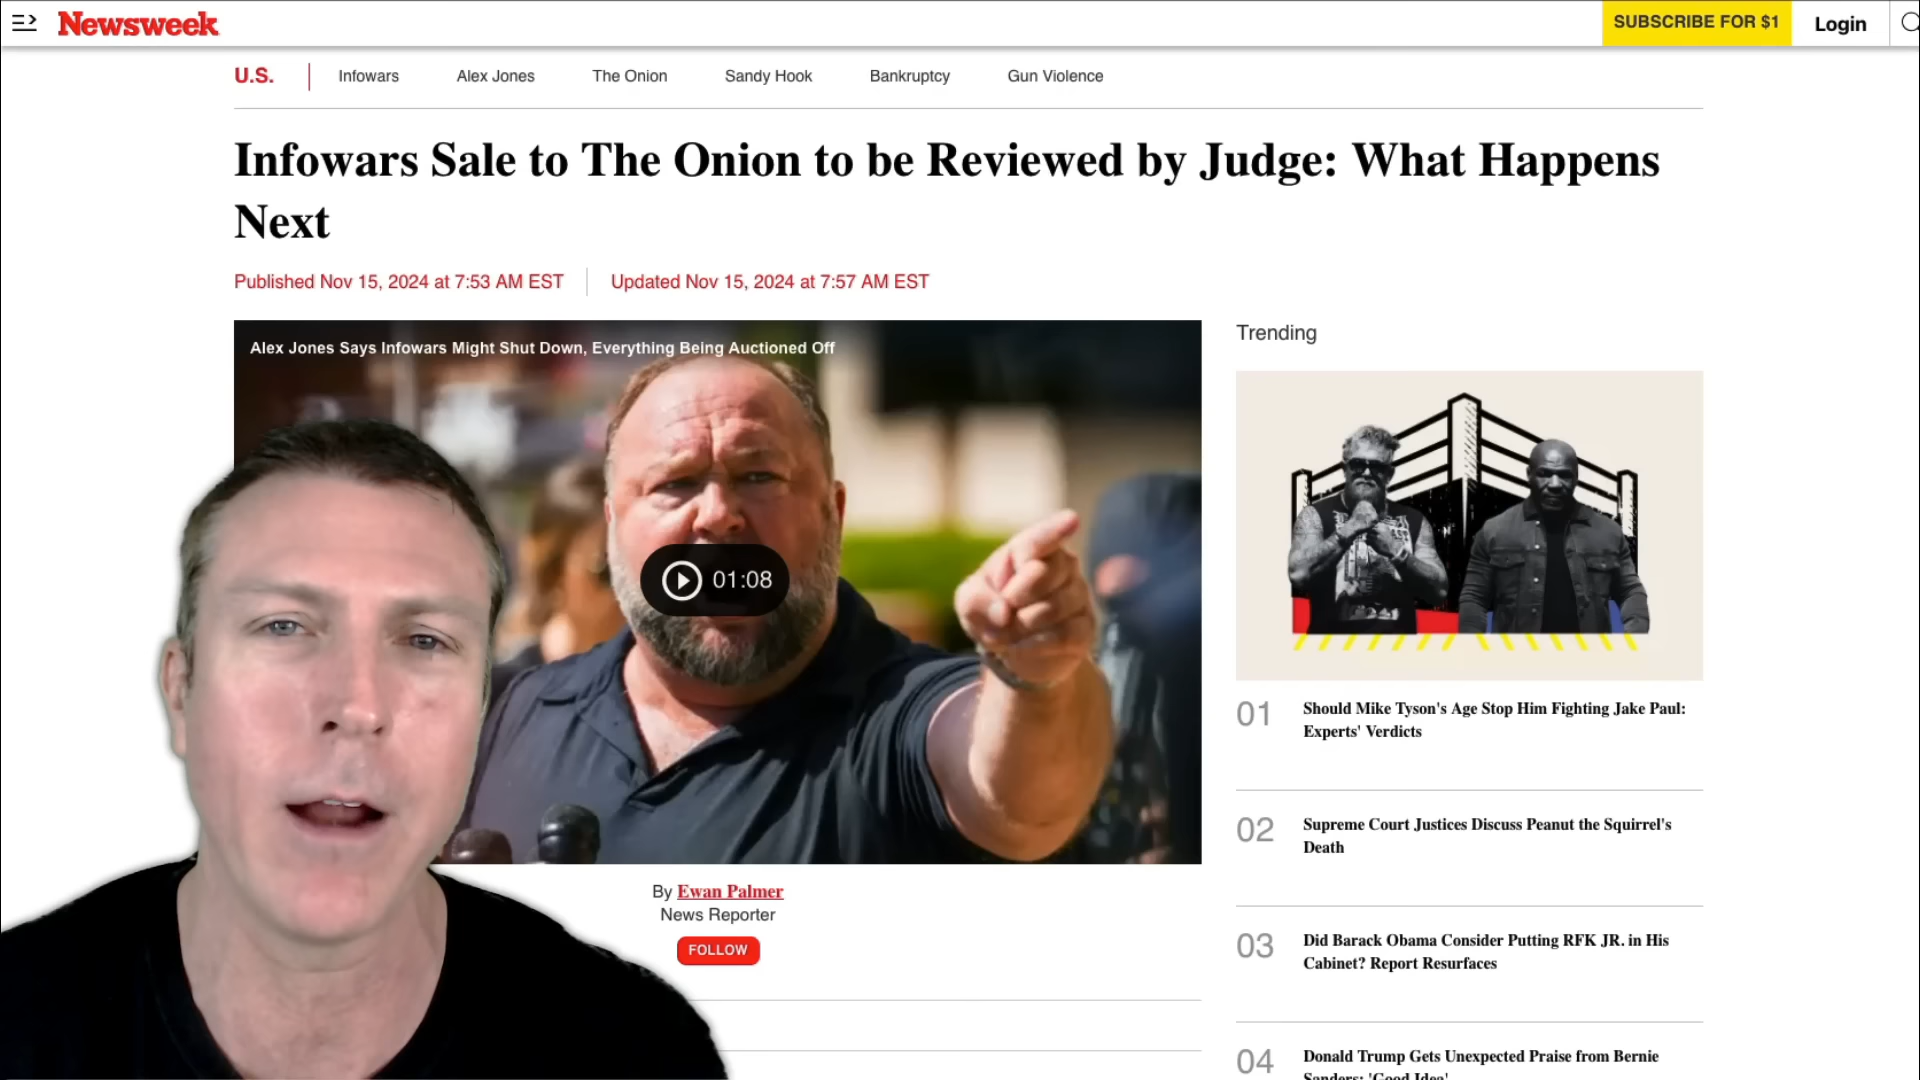 Newsweek
SUBSCRIBE FOR $1
Login
U.S.
Infowars
Alex Jones
The Onion
Sandy Hook
Bankruptcy
Gun Violence
Infowars Sale to The Onion to be Reviewed by Judge: What Happens
Next
Published Nov 15, 2024 at 7:53 AM EST
Updated Nov 15, 2024 at 7:57 AM EST
Alex Jones Says Infowars Might Shut Down, Everything Being Auctioned Off
01:08
By Ewan Palmer
News Reporter
FOLLOW
Trending
01
Should Mike Tyson's Age Stop Him Fighting Jake Paul:
Experts' Verdicts
02
Supreme Court Justices Discuss Peanut the Squirrel's
Death
03
Did Barack Obama Consider Putting RFK JR. in His
Cabinet? Report Resurfaces
04
Donald Trump Gets Unexpected Praise from Bernie
Sanders: 'Good Idea'